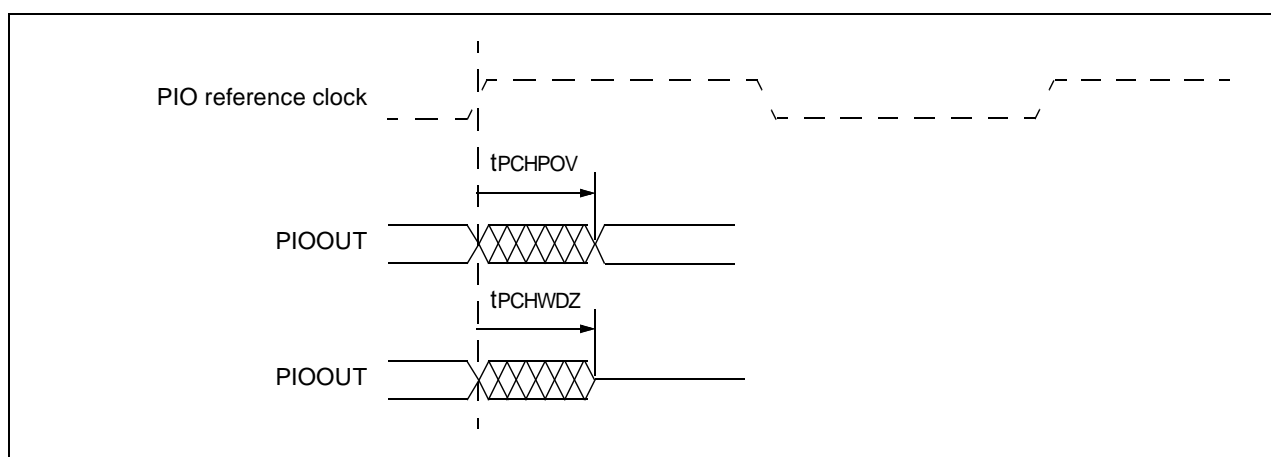 PIO reference clock
tPCHPOV
PIOOUT
tPCHWDZ
PIOOUT